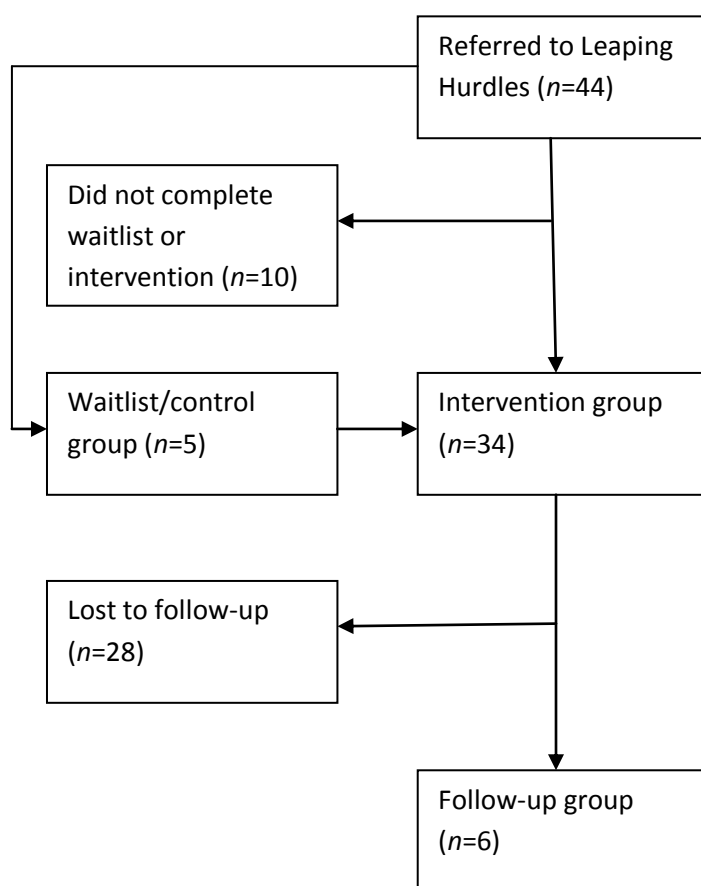 Referred to Leaping
Hurdles (n=44)
Did not complete
waitlist or
intervention (n=10)
Waitlist/control
group (n=5)
Intervention group
(n=34)
Lost to follow-up
(n=28)
Follow-up group
(n=6)